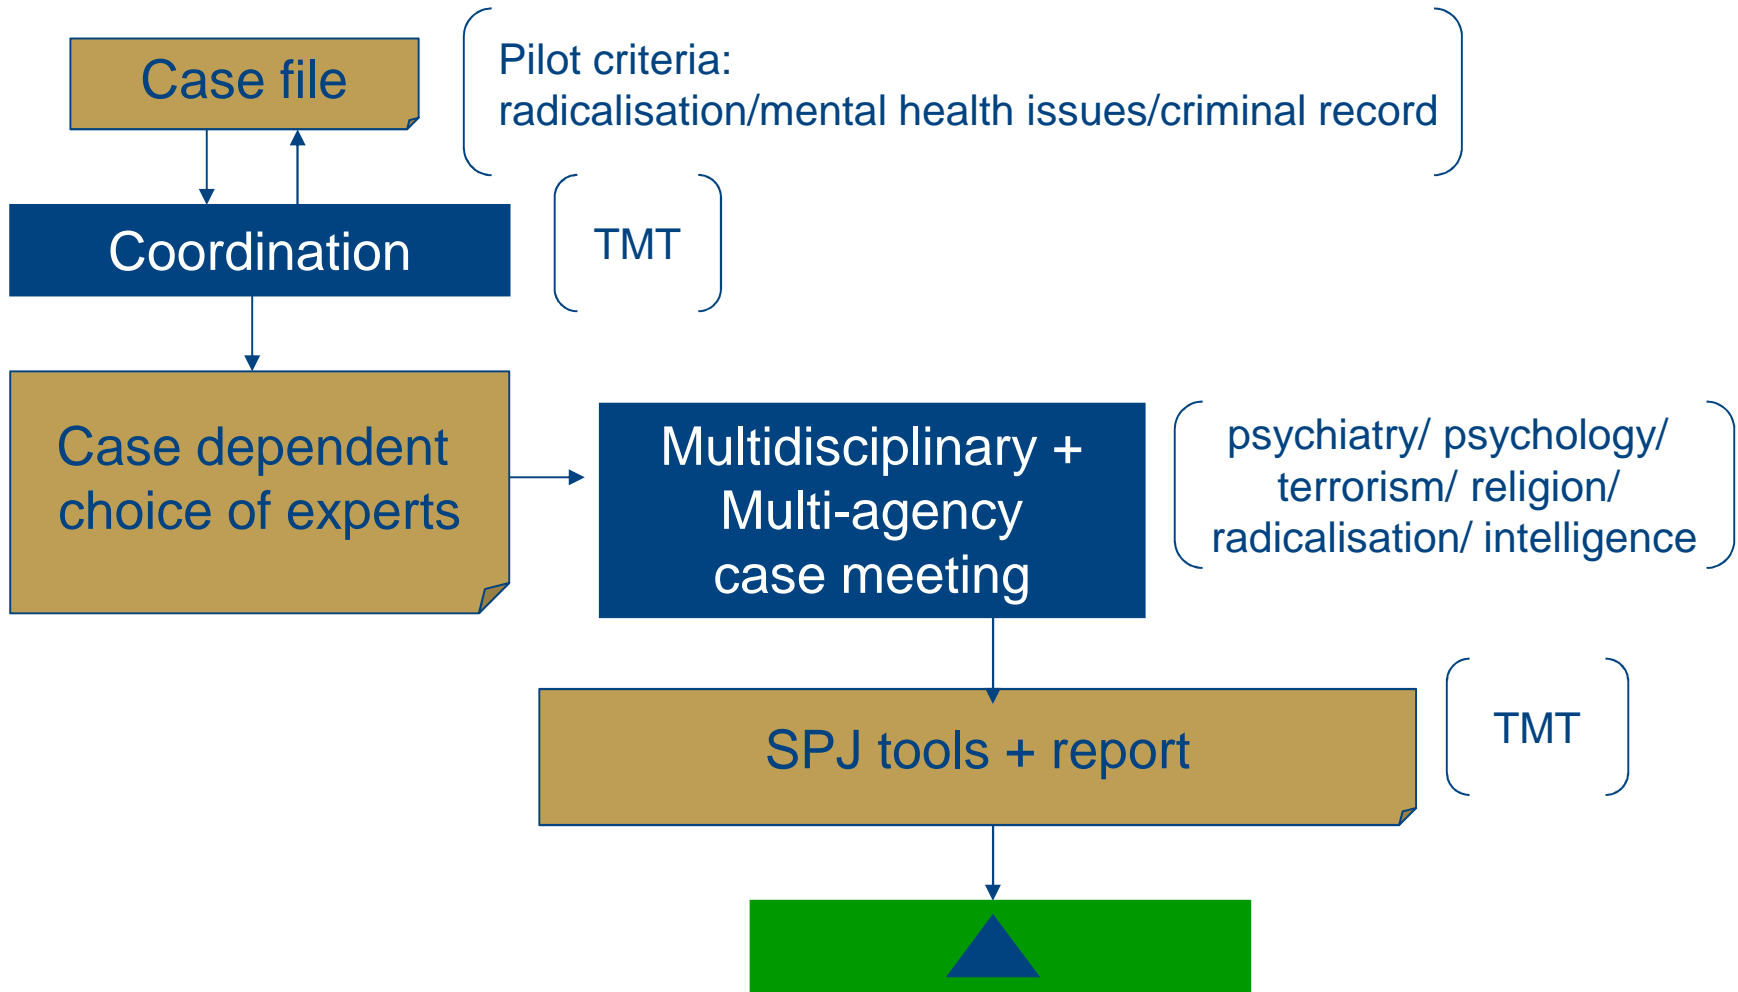 Case file
Pilot criteria:
radicalisation/mental health issues/criminal record
Coordination
TMT
Case dependent
choice of experts
Multidisciplinary +
Multi-agency
case meeting
psychiatry/ psychology/
terrorism/ religion/
radicalisation/ intelligence
SPJ tools + report
TMT